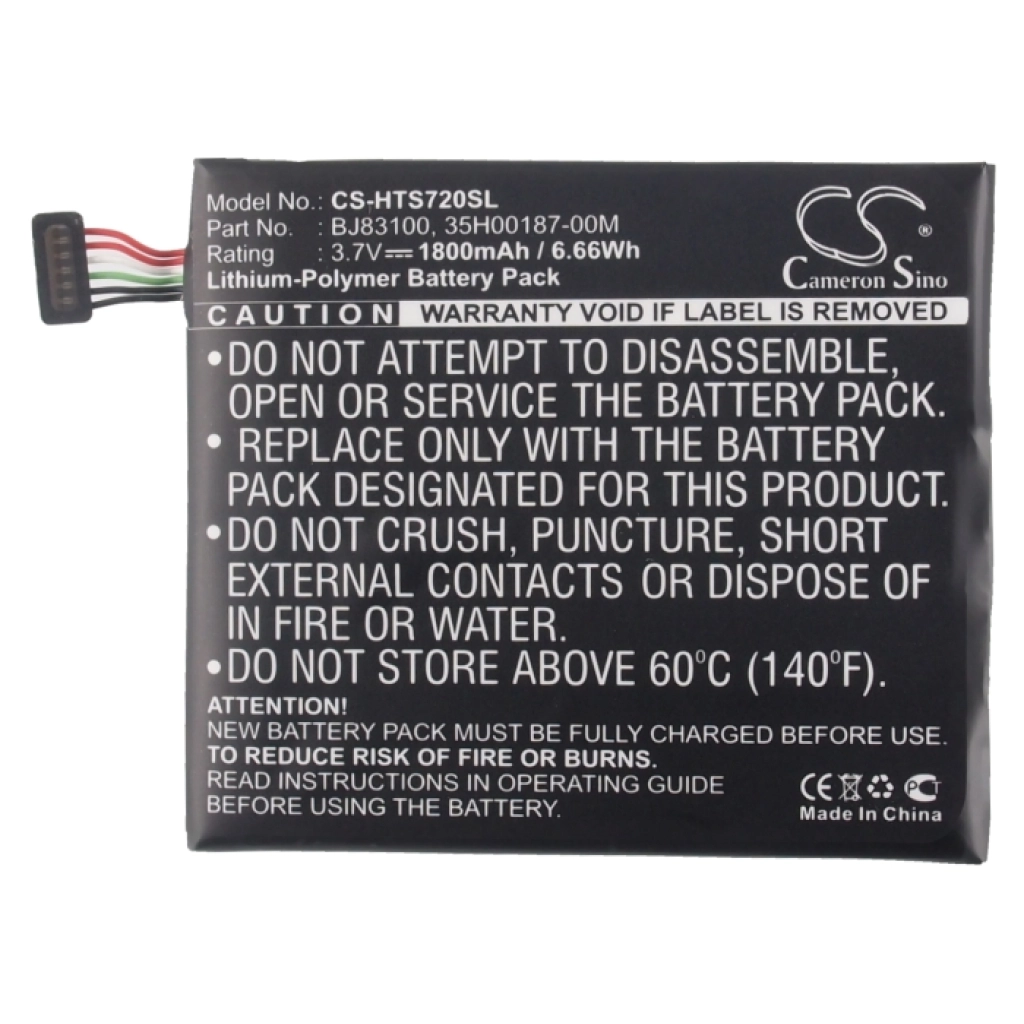 Model No.: CS-HTS720SL
Part No. : BJ83100, 35H00187-00M
Rating : 3.7V⎓1800mAh / 6.66Wh
Lithium-Polymer Battery Pack
CS ®
Cameron Sino
CAUTION WARRANTY VOID IF LABEL IS REMOVED
•DO NOT ATTEMPT TO DISASSEMBLE,
OPEN OR SERVICE THE BATTERY PACK.
• REPLACE ONLY WITH THE BATTERY
PACK DESIGNATED FOR THIS PRODUCT.
•DO NOT CRUSH, PUNCTURE, SHORT
EXTERNAL CONTACTS OR DISPOSE OF
IN FIRE OR WATER.
•DO NOT STORE ABOVE 60°C (140°F).
ATTENTION!
NEW BATTERY PACK MUST BE FULLY CHARGED BEFORE USE.
TO REDUCE RISK OF FIRE OR BURNS.
READ INSTRUCTIONS IN OPERATING GUIDE
BEFORE USING THE BATTERY.
CE PCT
Made In China